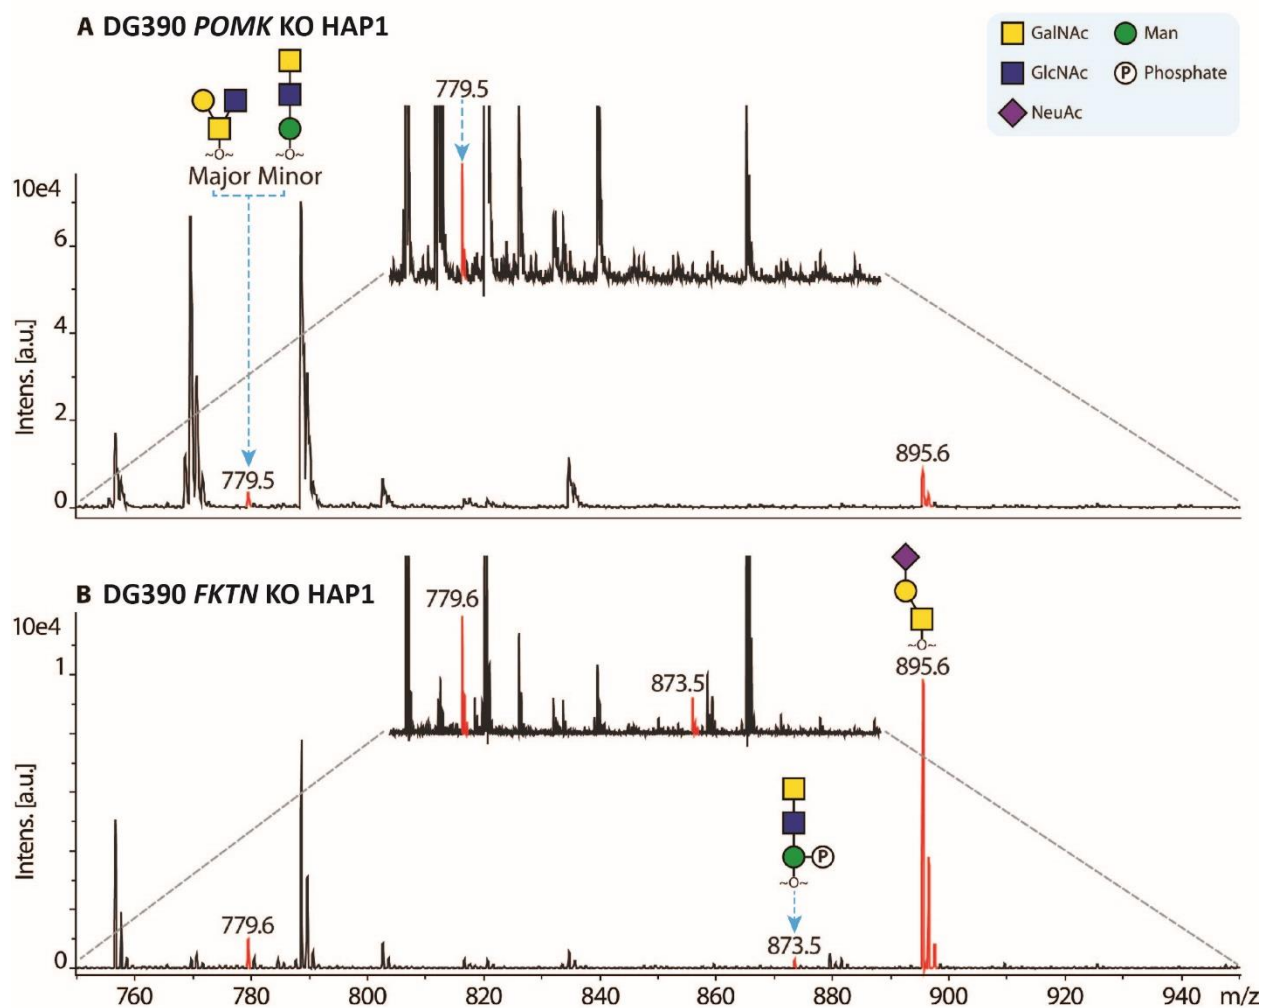 A DG390 POMK KO HAP1
GalNAc
Man
GlcNAc
P Phosphate
NeuAc
~O~
~O~
Major Minor
779.5
10e4
6
4
2
0
Intens. [a.u.]
779.5
895.6
B DG390 FKTN KO HAP1
779.6
873.5
~O~
895.6
10e4
1
0
Intens. [a.u.]
P
~O~
779.6
873.5
760
780
800
820
840
860
880
900
920
940
m/z